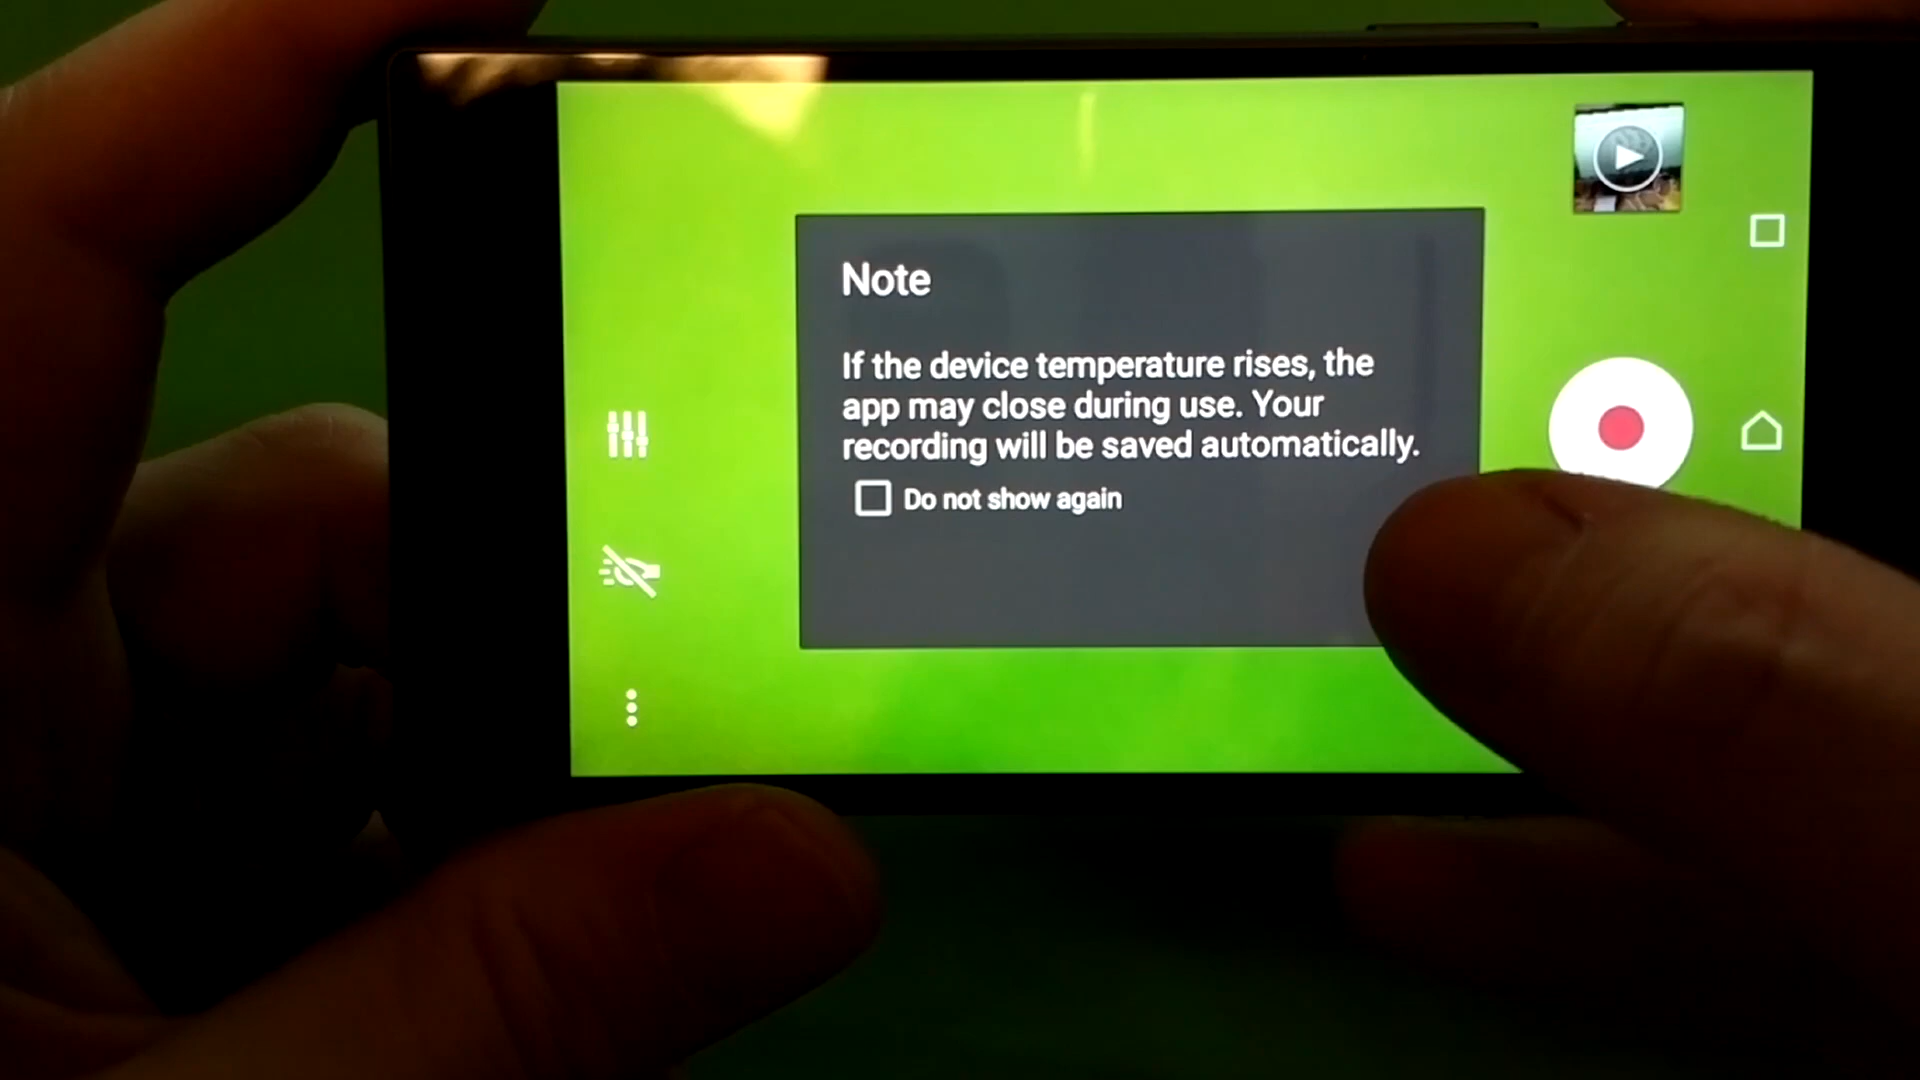 Note
If the device temperature rises, the
app may close during use. Your
recording will be saved automatically.
Do not show again